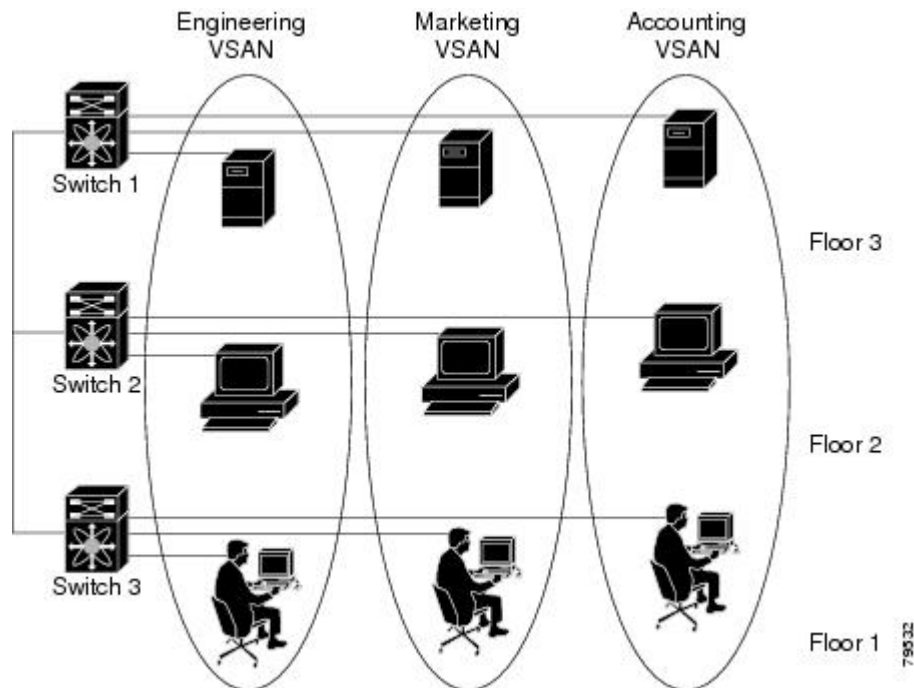 Engineering
VSAN
Marketing
VSAN
Accounting
VSAN
Switch 1
Floor 3
Switch 2
Floor 2
Switch 3
Floor 1
79532